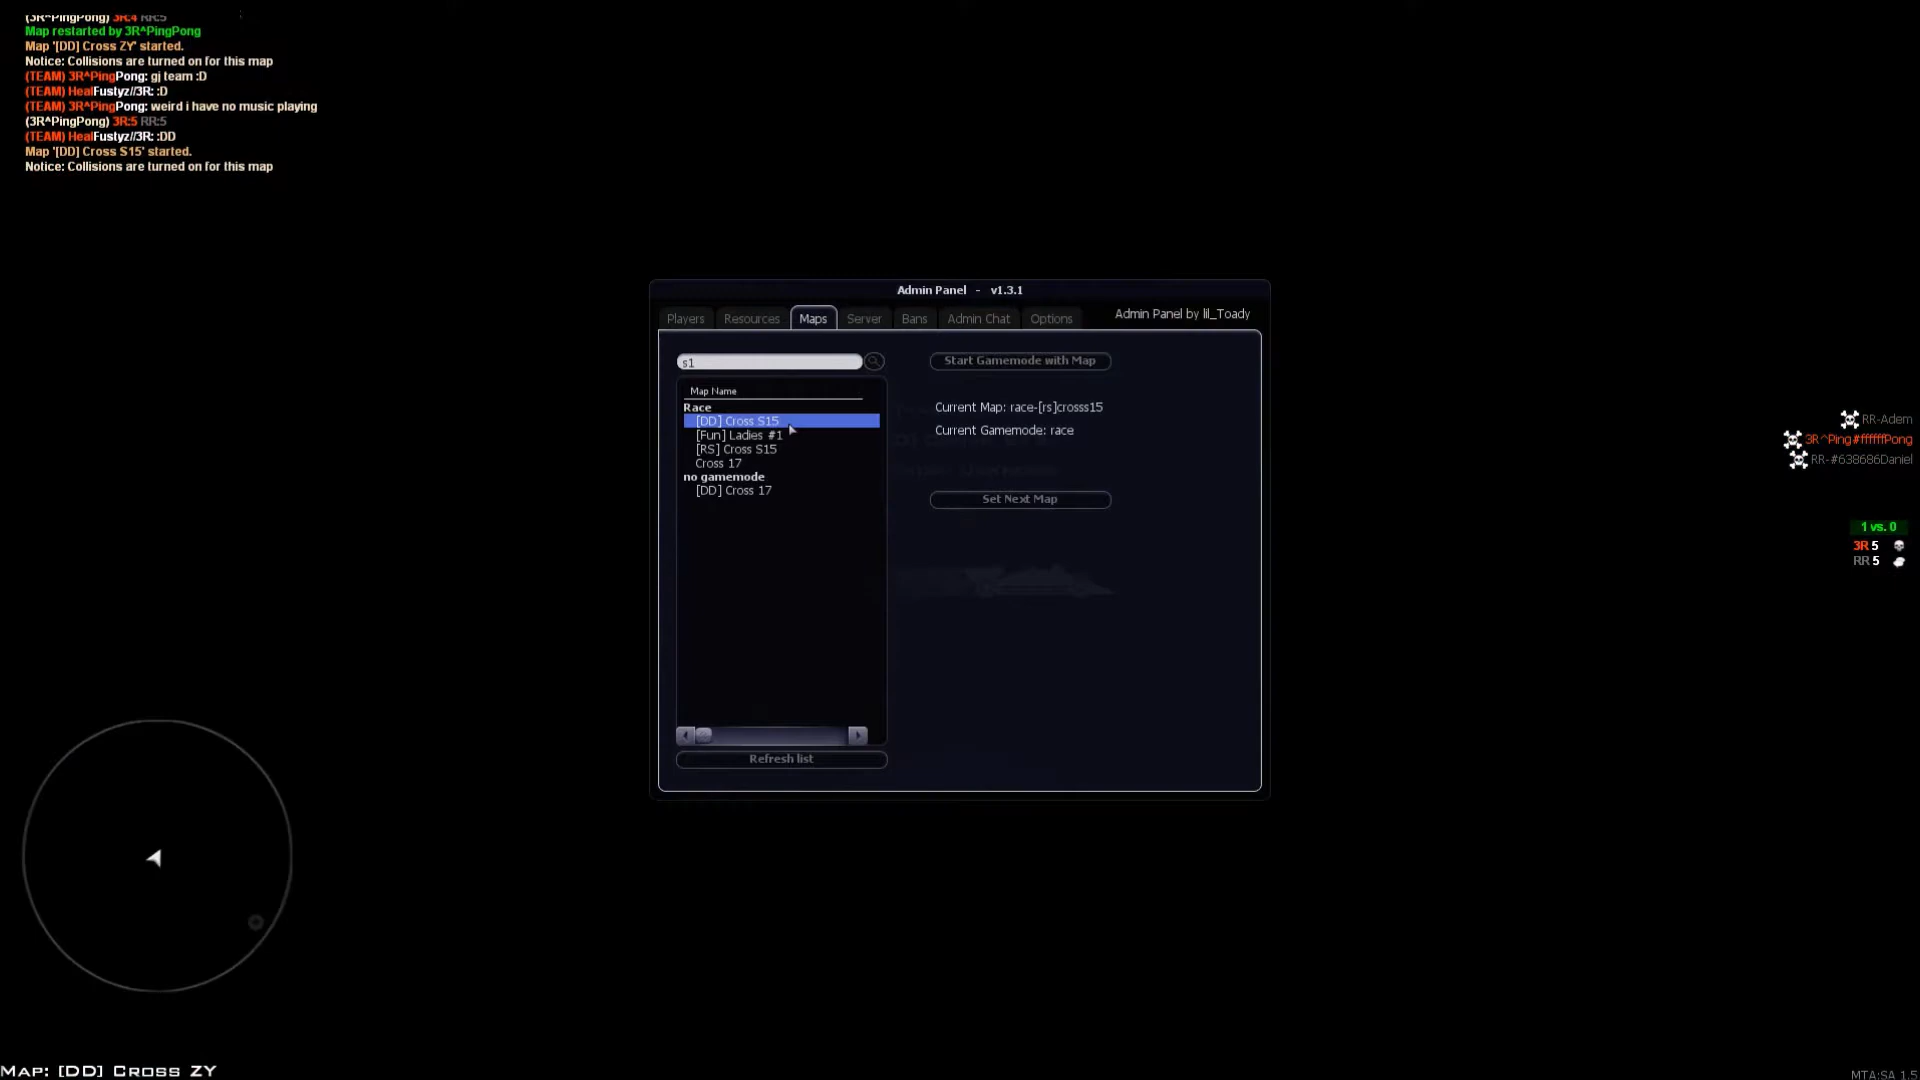 (3R^PingPong) 3R:4 RR:5
Map restarted by 3R^PingPong
Map '[DD] Cross ZY' started.
Notice: Collisions are turned on for this map
(TEAM) 3R^PingPong: gj team :D
(TEAM) HealFustyz//3R: :D
(TEAM) 3R^PingPong: weird i have no music playing
(3R^PingPong) 3R:5 RR:5
(TEAM) HealFustyz//3R: :DD
Map '[DD] Cross S15' started.
Notice: Collisions are turned on for this map
Admin Panel - v1.3.1
Players Resources Maps Server Bans Admin Chat Options
Admin Panel by lil_Toady
s1
Start Gamemode with Map
Map Name
Race
[DD] Cross S15
[Fun] Ladies #1
[RS] Cross S15
Cross 17
no gamemode
[DD] Cross 17
Current Map: race-[rs]crosss15
Current Gamemode: race
Set Next Map
Refresh list
RR-Adem
3R^Ping#ffffffPong
RR-#638686Daniel
1 vs. 0
3R 5
RR 5
Map: [DD] Cross ZY
MTA:SA 1.5